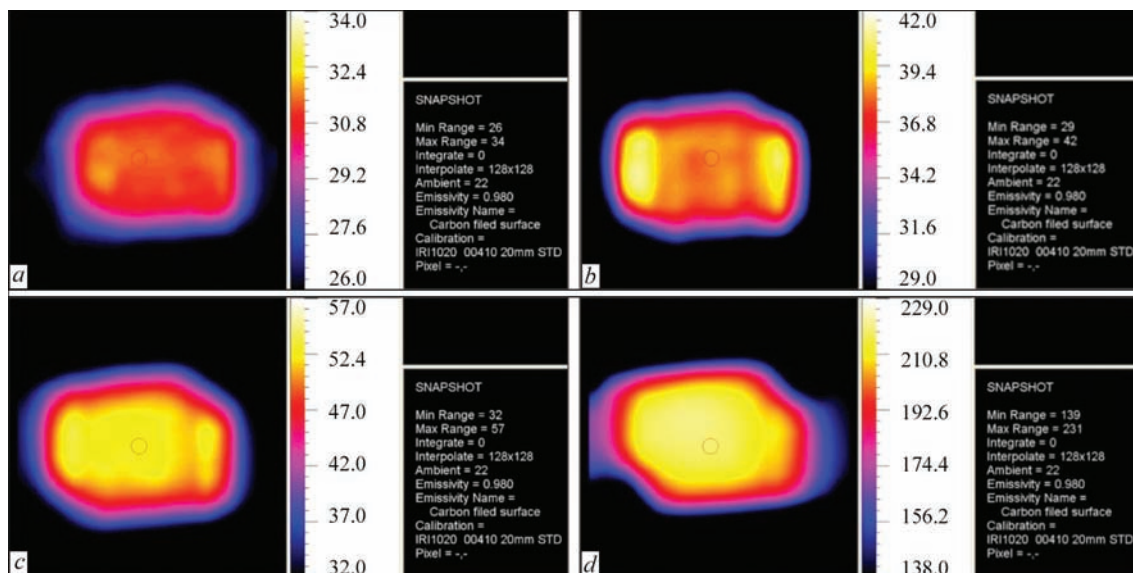 34.0
32.4
30.8
29.2
27.6
26.0
SNAPSHOT
Min Range = 26
Max Range = 34
Integrate = 0
Interpolate = 128x128
Ambient = 22
Emissivity = 0.980
Emissivity Name =
Carbon filed surface
Calibration =
IRI1020 00410 20mm STD
Pixel = -,-
a
42.0
39.4
36.8
34.2
31.6
29.0
SNAPSHOT
Min Range = 29
Max Range = 42
Integrate = 0
Interpolate = 128x128
Ambient = 22
Emissivity = 0.980
Emissivity Name =
Carbon filed surface
Calibration =
IRI1020 00410 20mm STD
Pixel = -,-
b
57.0
52.4
47.0
42.0
37.0
32.0
SNAPSHOT
Min Range = 32
Max Range = 57
Integrate = 0
Interpolate = 128x128
Ambient = 22
Emissivity = 0.980
Emissivity Name =
Carbon filed surface
Calibration =
IRI1020 00410 20mm STD
Pixel = -,-
c
229.0
210.8
192.6
174.4
156.2
138.0
SNAPSHOT
Min Range = 139
Max Range = 231
Integrate = 0
Interpolate = 128x128
Ambient = 22
Emissivity = 0.980
Emissivity Name =
Carbon filed surface
Calibration =
IRI1020 00410 20mm STD
Pixel = -,-
d